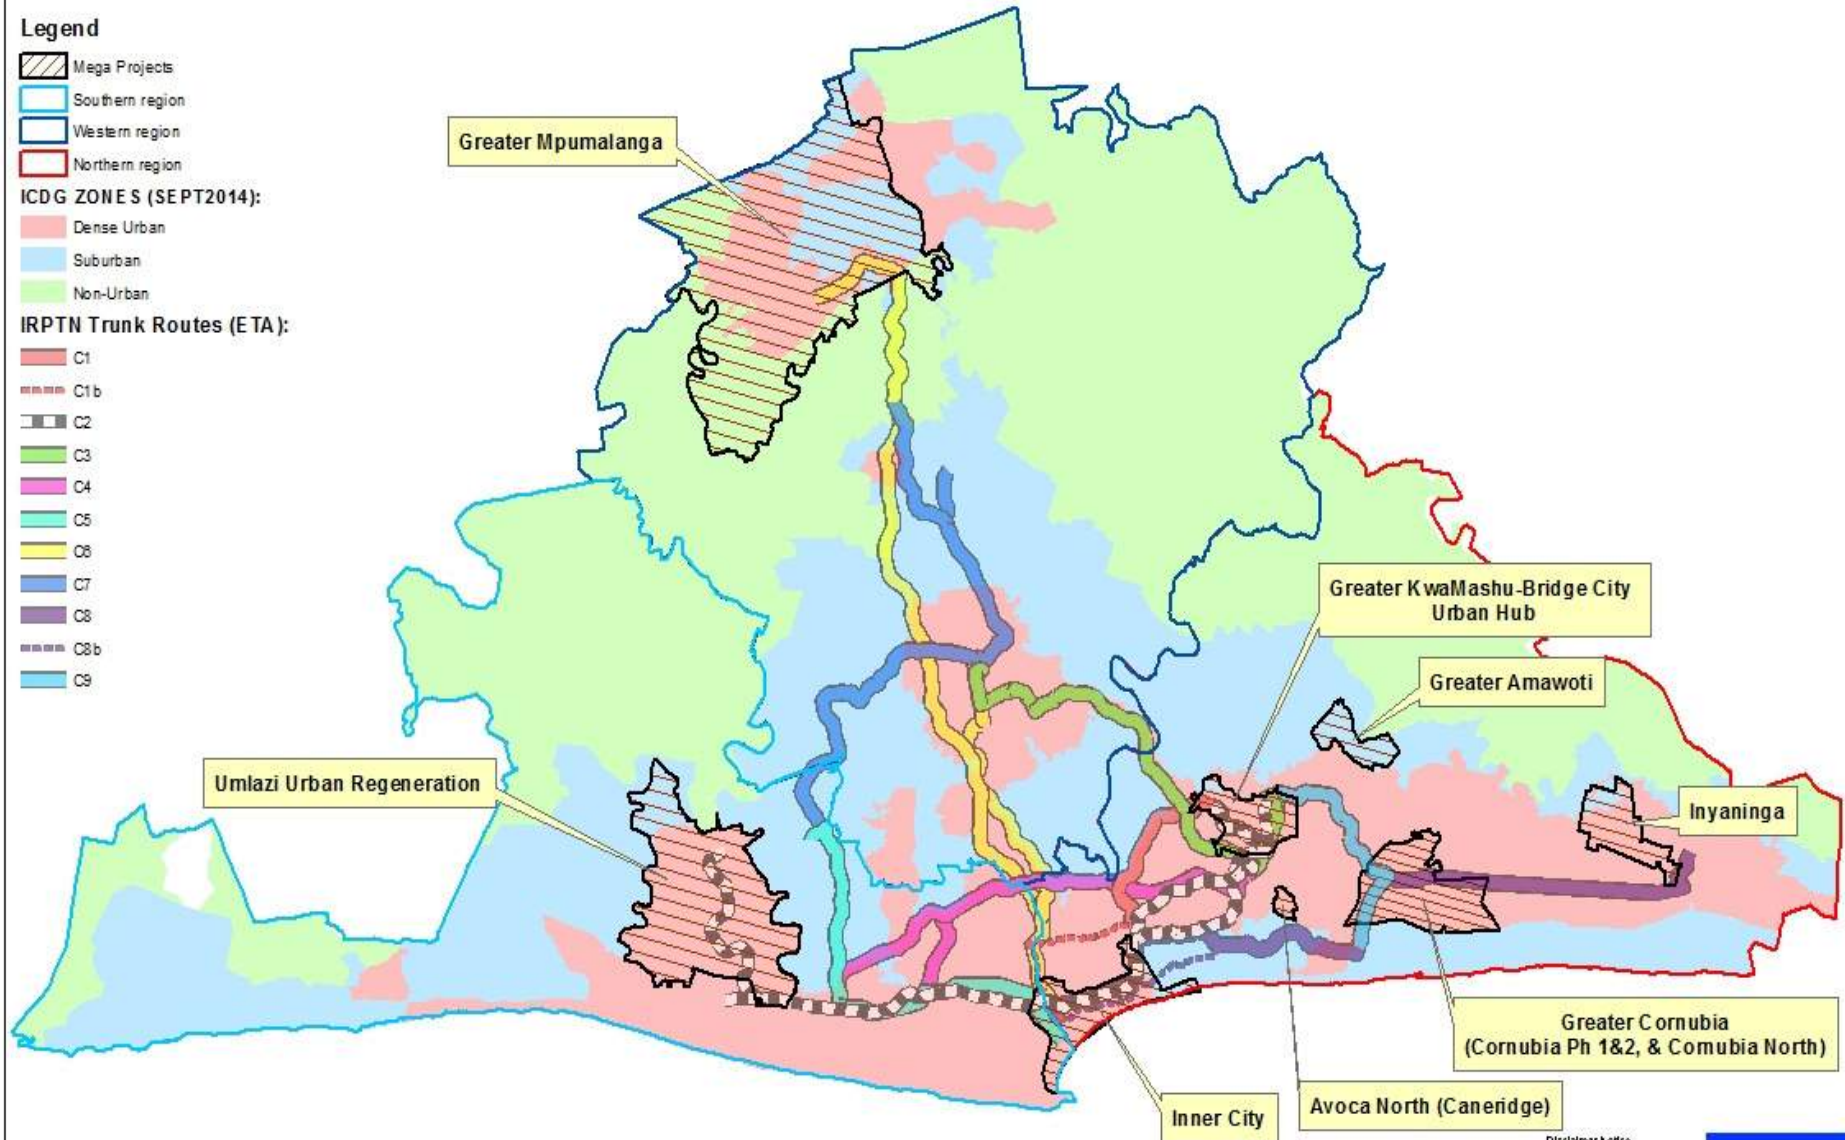 Legend
Mega Projects
Southern region
Western region
Northern region
ICDG ZONES (SEPT2014):
Dense Urban
Suburban
Non-Urban
IRPTN Trunk Routes (ETA):
C1
C1b
C2
C3
C4
C5
C6
C7
C8
C8b
C9
Greater Mpumalanga
Greater KwaMashu-Bridge City
Urban Hub
Greater Amawoti
Umlazi Urban Regeneration
Inyaninga
Greater Cornubia
(Cornubia Ph 1&2, & Cornubia North)
Avoca North (Caneridge)
Inner City